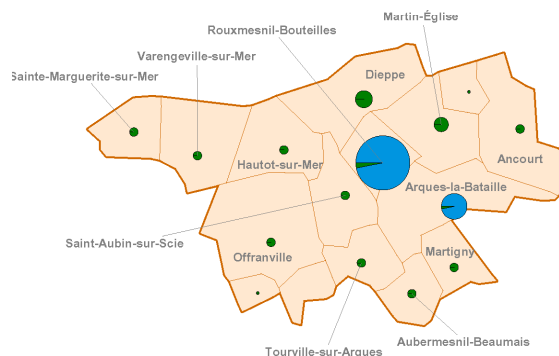 Martin-Église
Rouxmesnil-Bouteilles
Varengeville-sur-Mer
Sainte-Marguerite-sur-Mer
Dieppe
Hautot-sur-Mer
Ancourt
Arques-la-Bataille
Saint-Aubin-sur-Scie
Offranville
Martigny
Aubermesnil-Beaumais
Tourville-sur-Arques